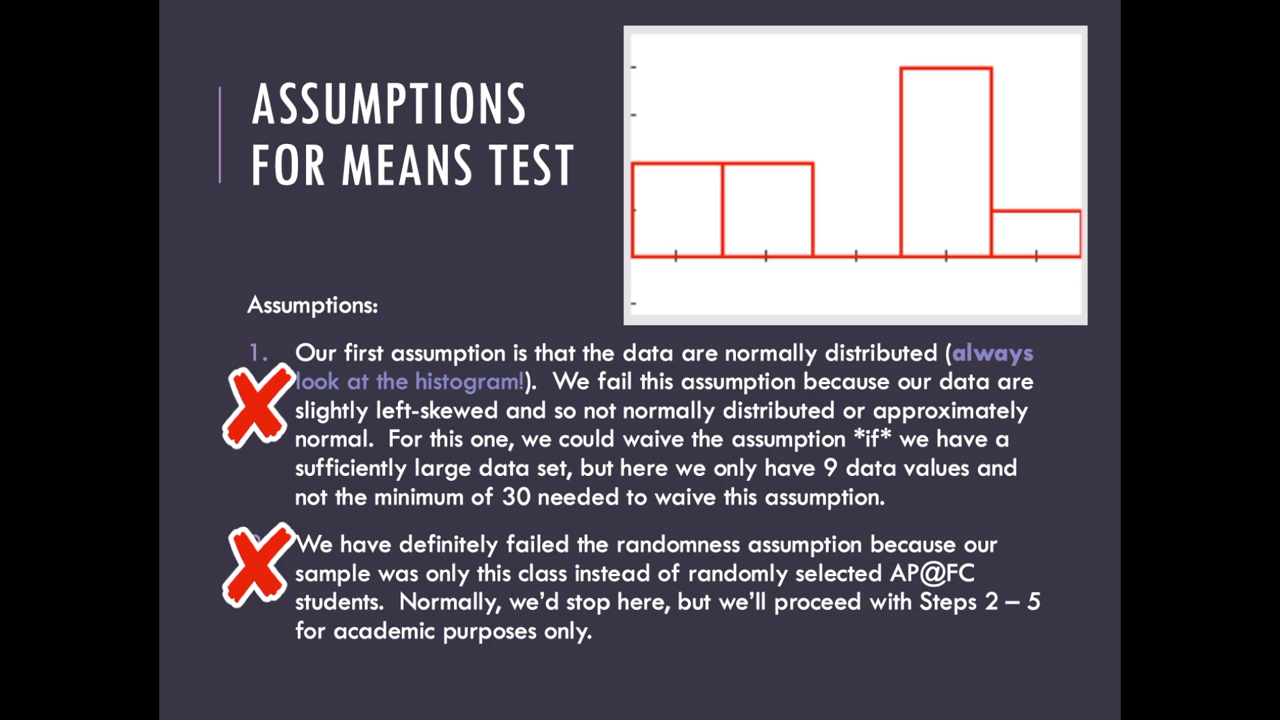 ASSUMPTIONS
FOR MEANS TEST
Assumptions:
1. Our first assumption is that the data are normally distributed (always
look at the histogram!). We fail this assumption because our data are
slightly left-skewed and so not normally distributed or approximately
normal. For this one, we could waive the assumption *if* we have a
sufficiently large data set, but here we only have 9 data values and
not the minimum of 30 needed to waive this assumption.
We have definitely failed the randomness assumption because our
sample was only this class instead of randomly selected AP@FC
students. Normally, we'd stop here, but we'll proceed with Steps 2 – 5
for academic purposes only.